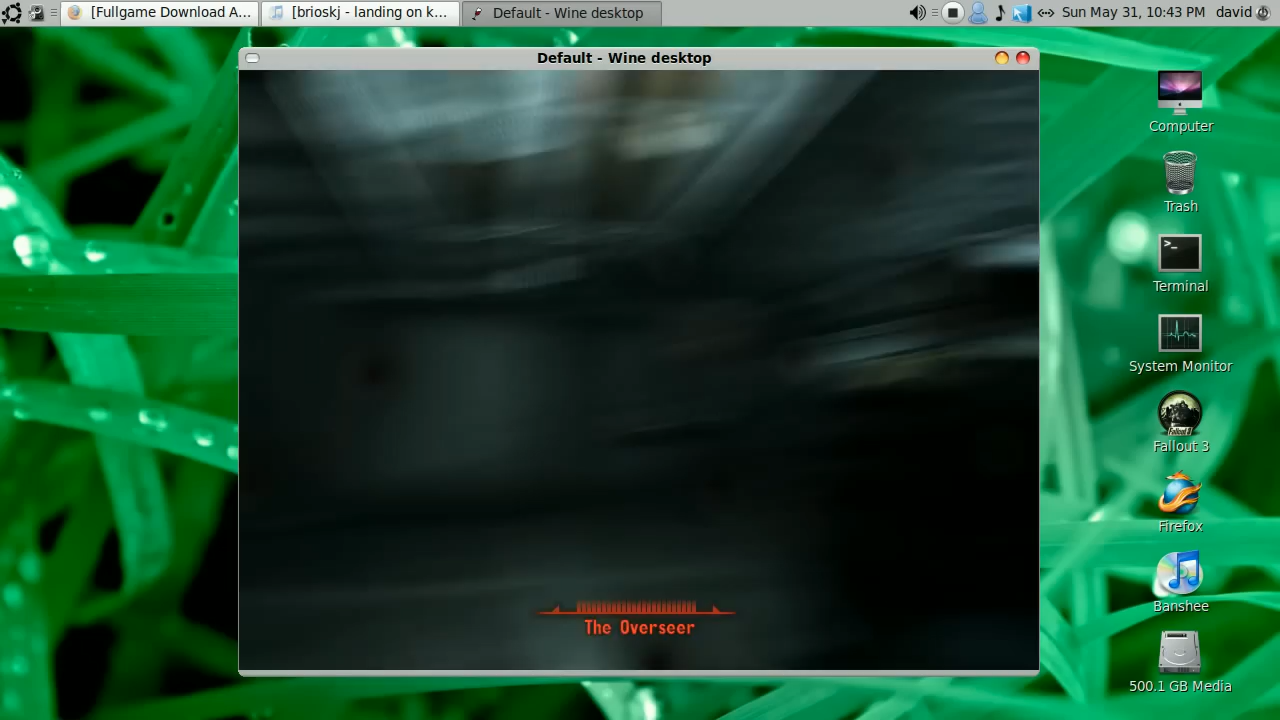 [Fullgame Download A...
[brioskj - landing on k...
Default - Wine desktop
Sun May 31, 10:43 PM
david
Default - Wine desktop
Computer
Trash
>_
Terminal
System Monitor
Fallout 3
Firefox
Banshee
500.1 GB Media
The Overseer